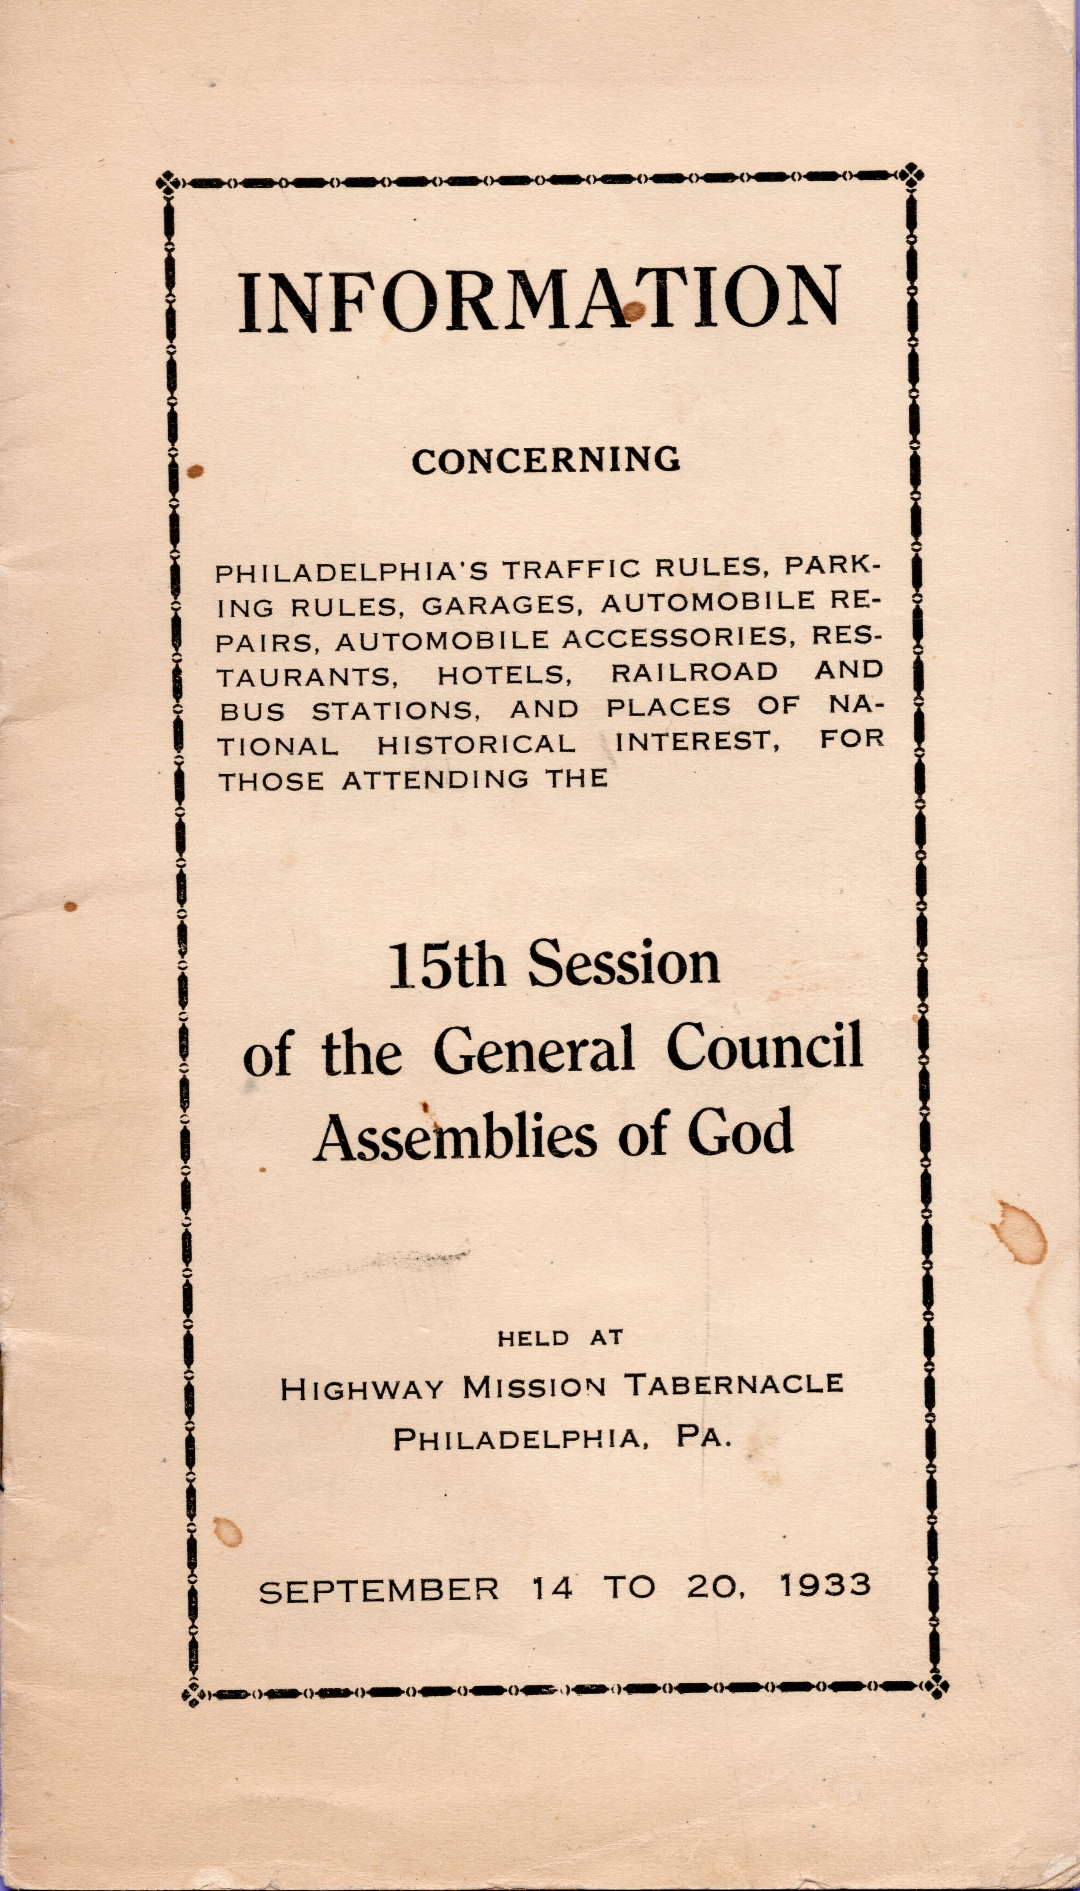 INFORMATION
CONCERNING
PHILADELPHIA'S TRAFFIC RULES, PARK-
ING RULES, GARAGES, AUTOMOBILE RE-
PAIRS, AUTOMOBILE ACCESSORIES, RES-
TAURANTS, HOTELS, RAILROAD AND
BUS STATIONS, AND PLACES OF NA-
TIONAL HISTORICAL INTEREST, FOR
THOSE ATTENDING THE
15th Session
of the General Council
Assemblies of God
HELD AT
HIGHWAY MISSION TABERNACLE
PHILADELPHIA, PA.
SEPTEMBER 14 TO 20, 1933